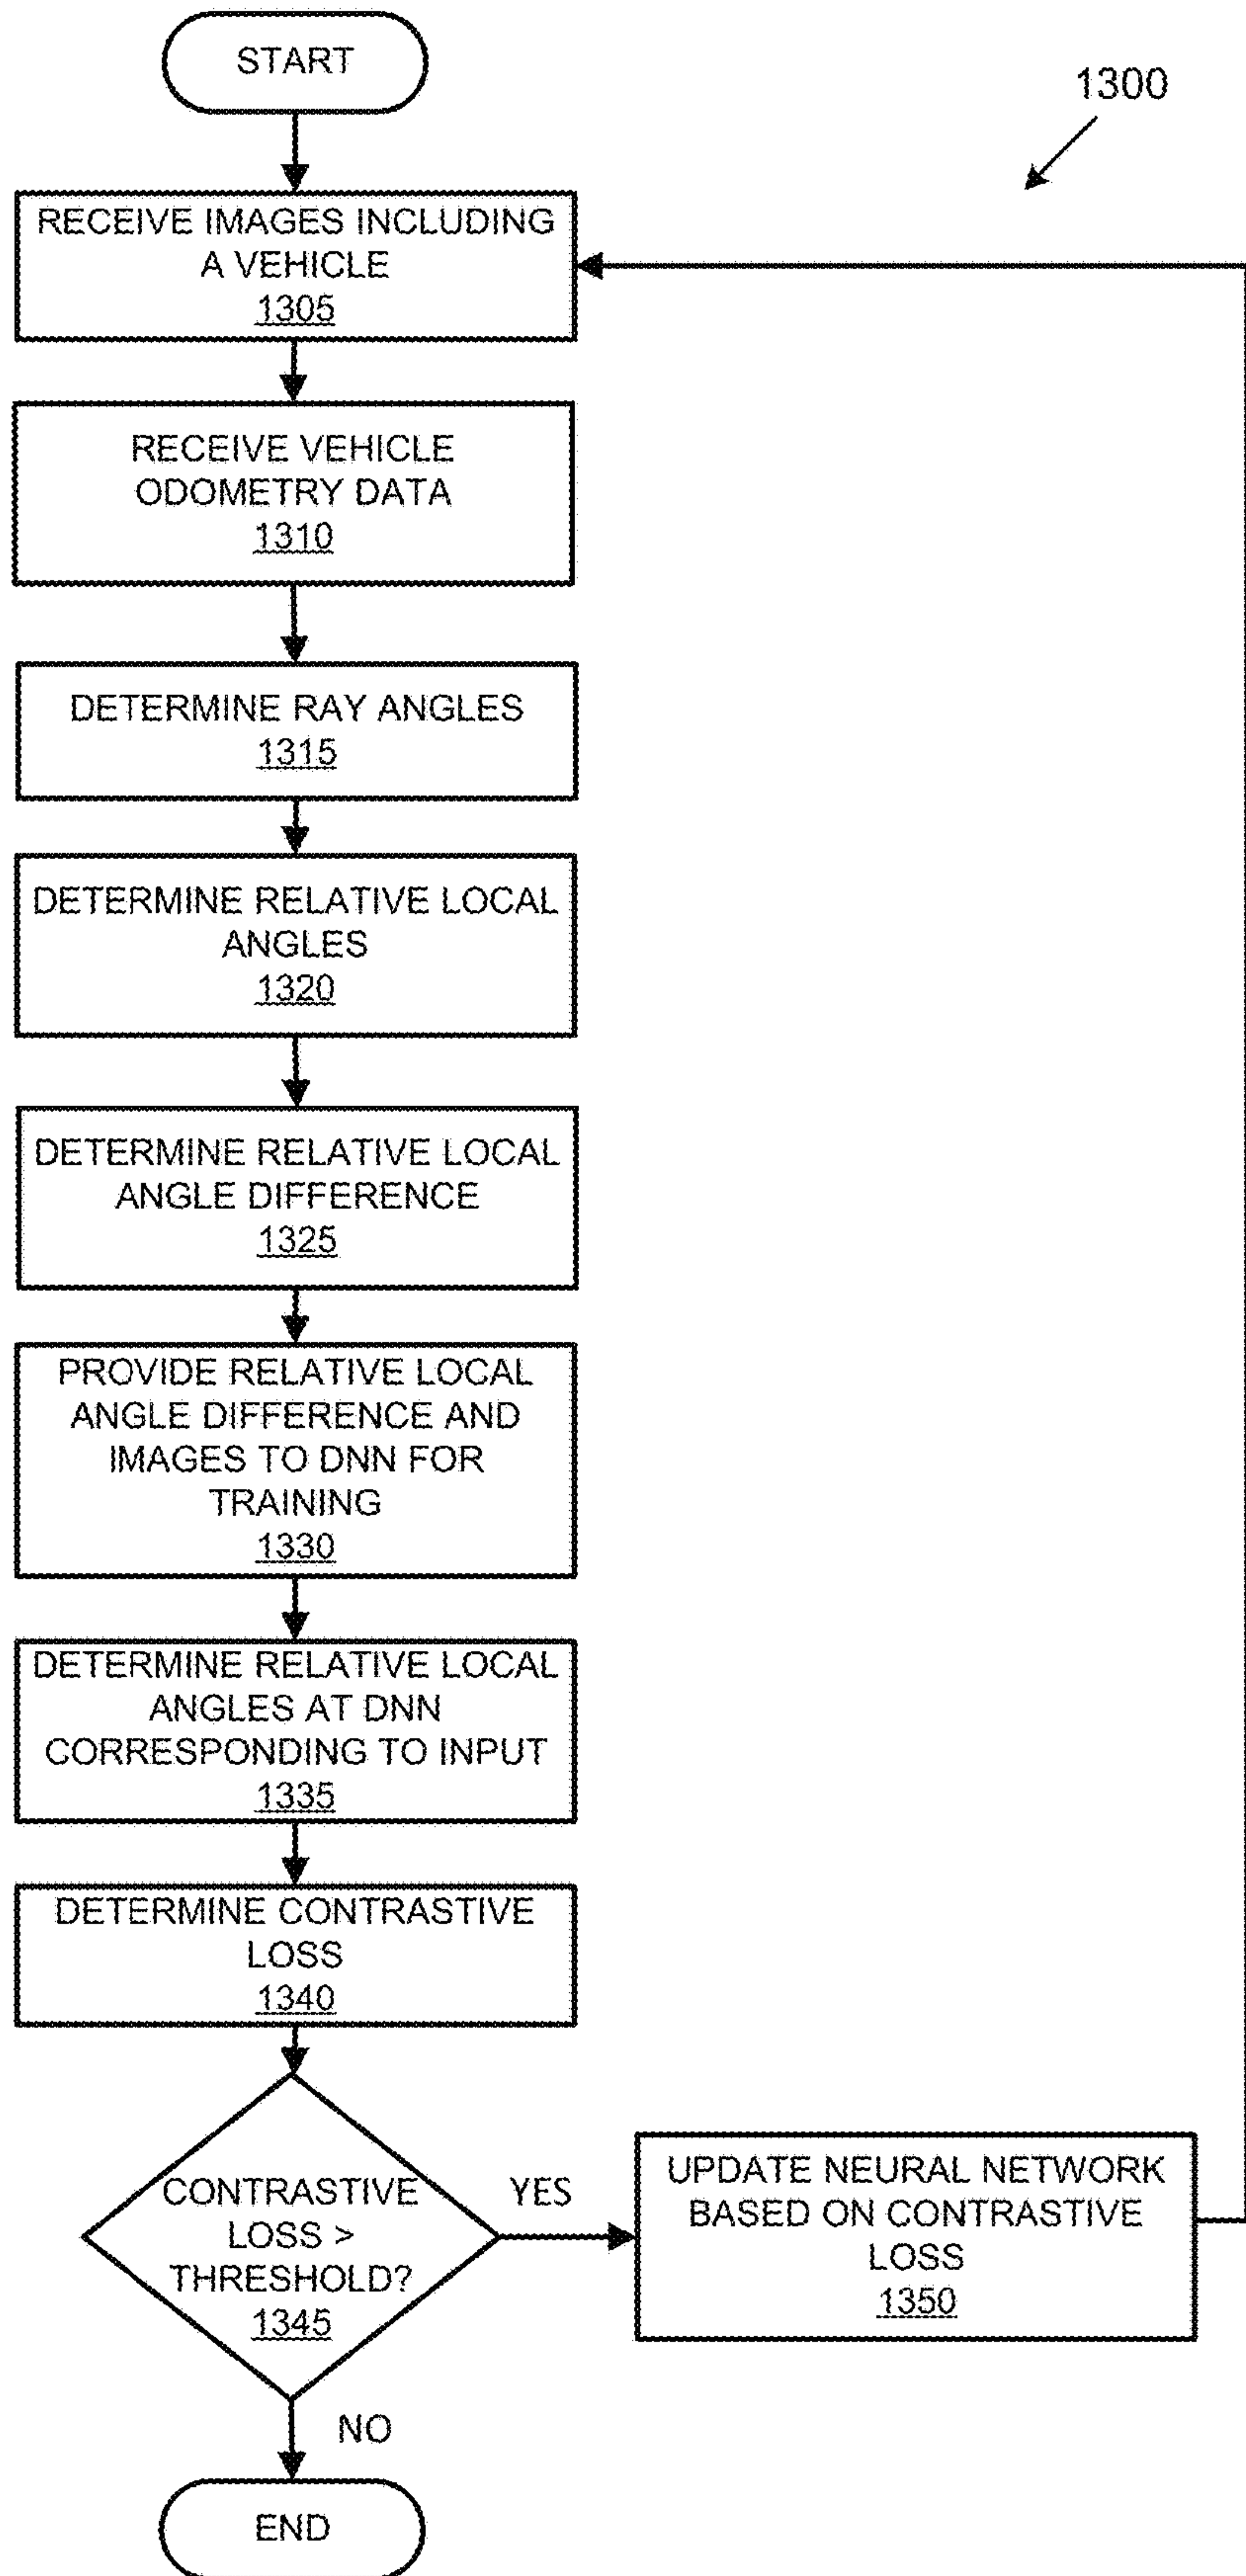 START
1300
RECEIVE IMAGES INCLUDING
A VEHICLE
1305
RECEIVE VEHICLE
ODOMETRY DATA
1310
DETERMINE RAY ANGLES
1315
DETERMINE RELATIVE LOCAL
ANGLES
1320
DETERMINE RELATIVE LOCAL
ANGLE DIFFERENCE
1325
PROVIDE RELATIVE LOCAL
ANGLE DIFFERENCE AND
IMAGES TO DNN FOR
TRAINING
1330
DETERMINE RELATIVE LOCAL
ANGLES AT DNN
CORRESPONDING TO INPUT
1335
DETERMINE CONTRASTIVE
LOSS
1340
CONTRASTIVE
LOSS >
THRESHOLD?
1345
YES
UPDATE NEURAL NETWORK
BASED ON CONTRASTIVE
LOSS
1350
NO
END